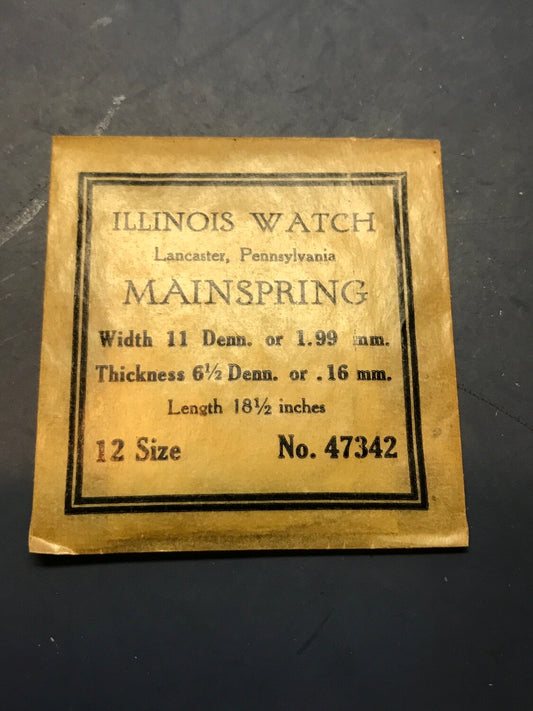 ILLINOIS WATCH
Lancaster, Pennsylvania
MAINSPRING
Width 11 Denn. or 1.99 mm.
Thickness 6½ Denn. or .16 mm.
Length 18½ inches
12 Size No. 47342